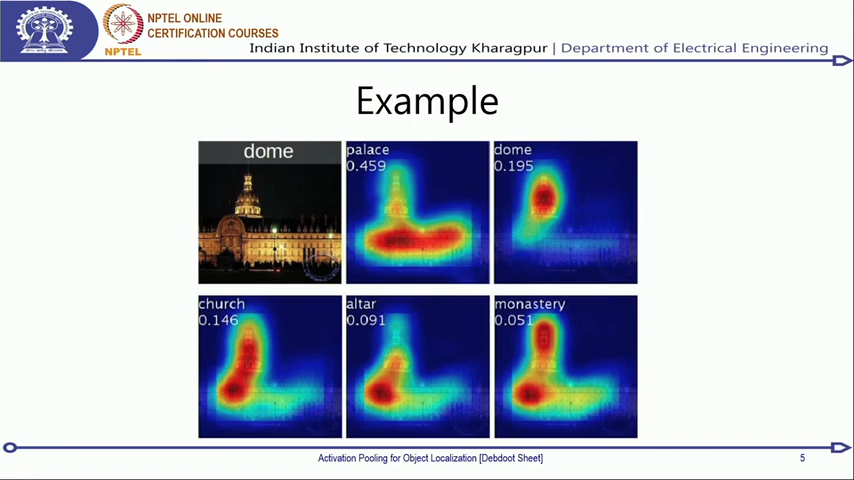 NPTEL ONLINE
CERTIFICATION COURSES
NPTEL
Indian Institute of Technology Kharagpur | Department of Electrical Engineering
Example
dome
palace
0.459
dome
0.195
church
0.146
altar
0.091
monastery
0.051
Activation Pooling for Object Localization [Debdoot Sheet]
5